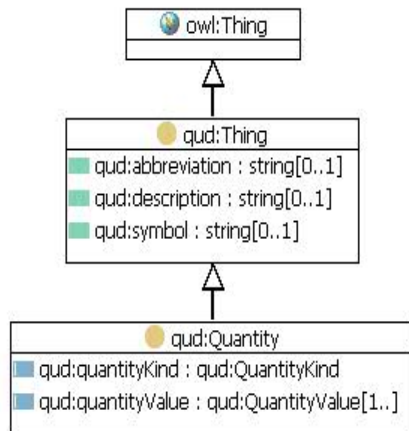 owl:Thing
qud:Thing
qud:abbreviation : string[0..1]
qud:description : string[0..1]
qud:symbol : string[0..1]
qud:Quantity
qud:quantityKind : qud:QuantityKind
qud:quantityValue : qud:QuantityValue[1..]